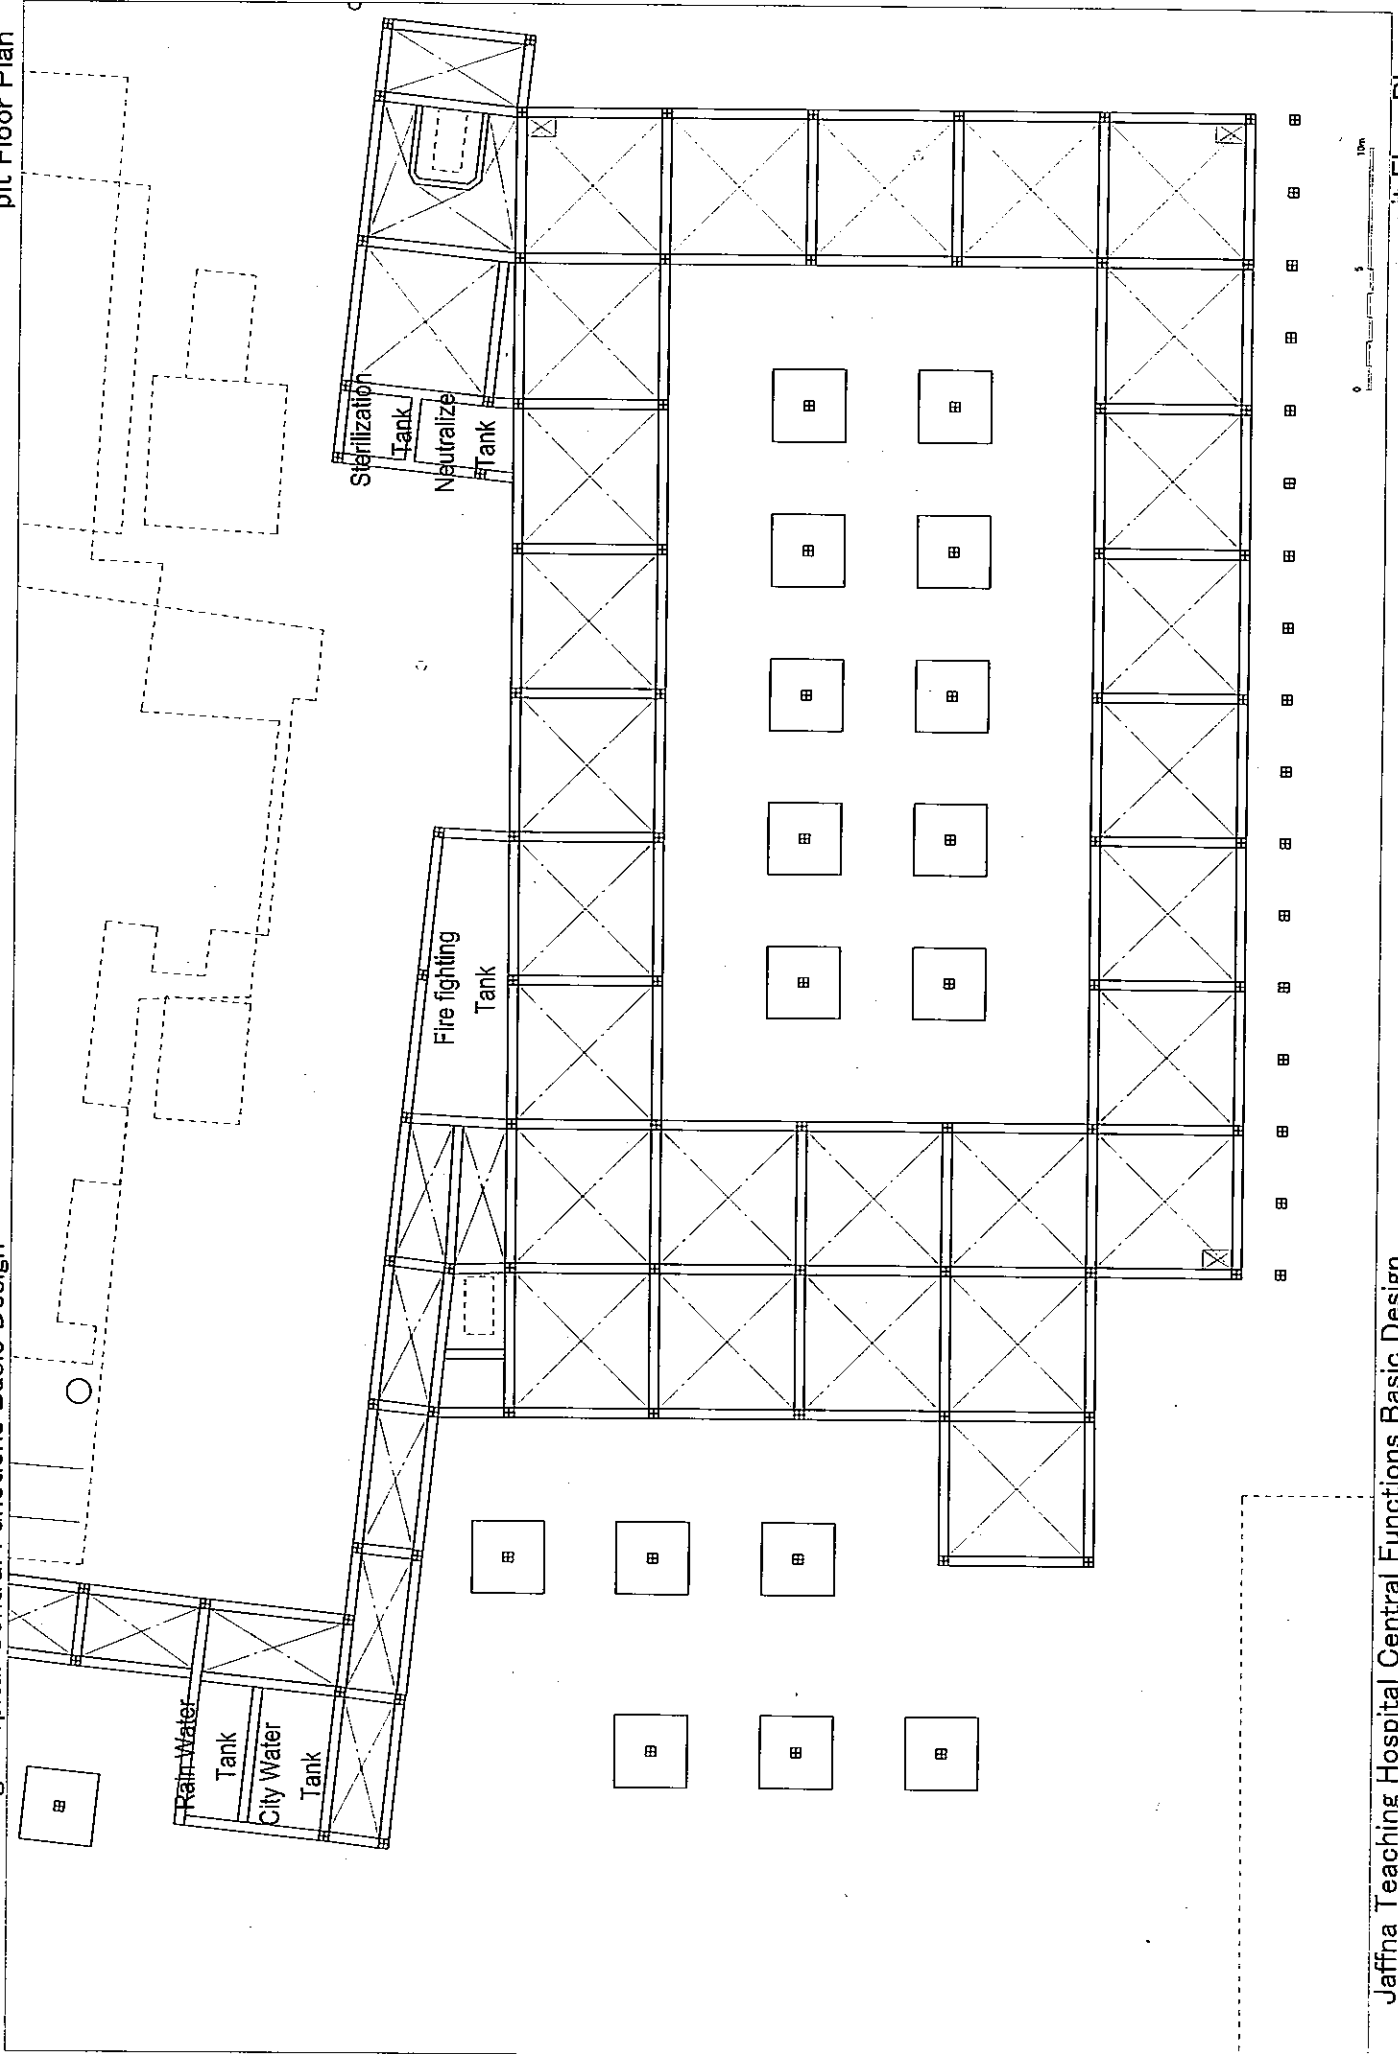 pit Floor Plan
Sterilization
Tank
Neutralize
Tank
Fire fighting
Tank
Rain Water
Tank
City Water
Tank
0 5 10m
Jaffna Teaching Hospital Central Functions Basic Design